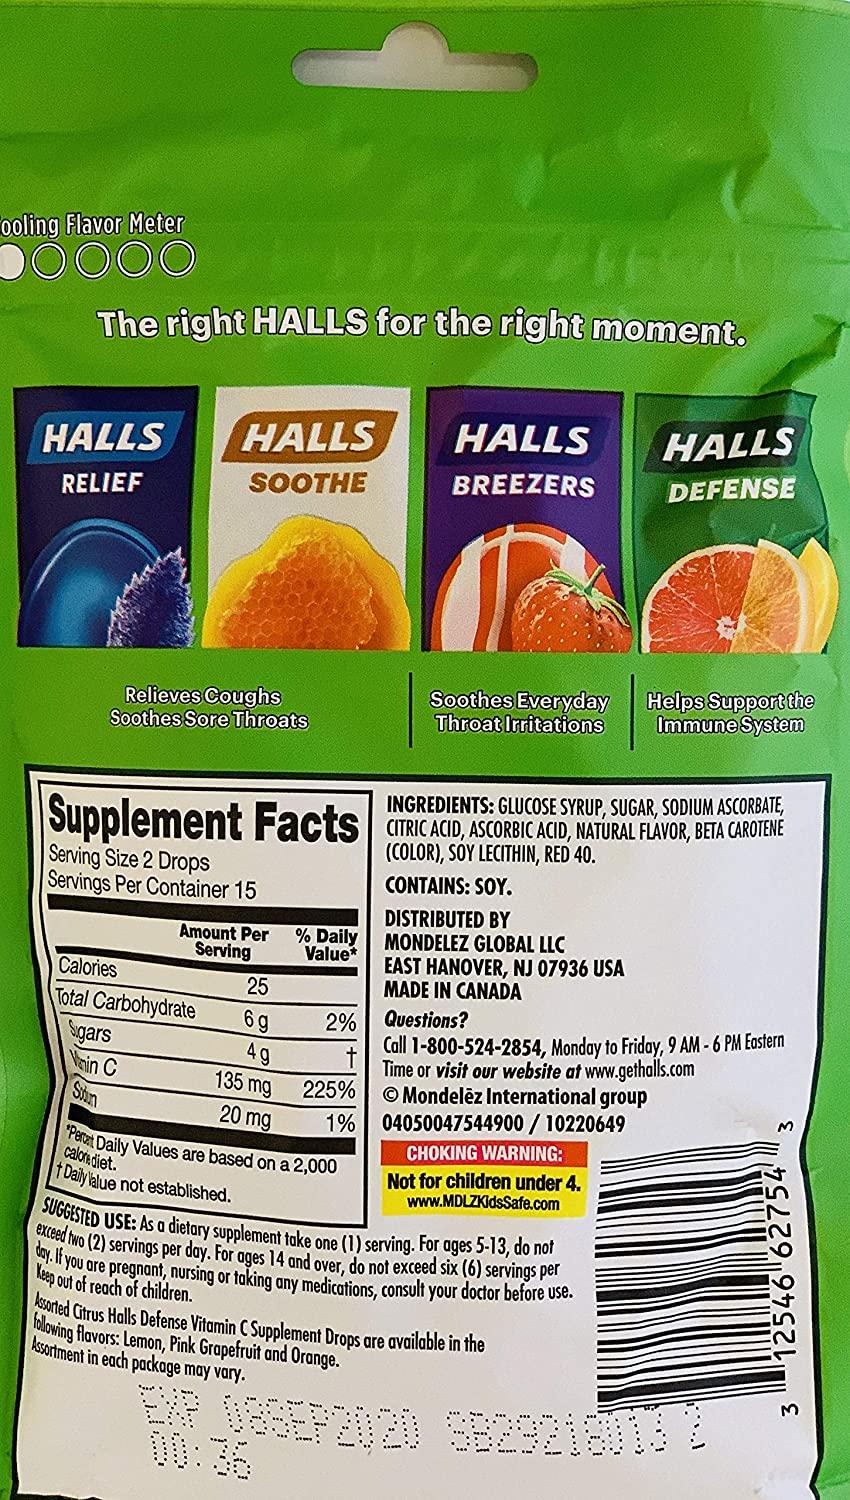 ooling Flavor Meter
The right HALLS for the right moment.
HALLS
RELIEF
HALLS
SOOTHE
HALLS
BREEZERS
HALLS
DEFENSE
Relieves Coughs
Soothes Sore Throats
Soothes Everyday
Throat Irritations
Helps Support the
Immune System
Supplement Facts
Serving Size 2 Drops
Servings Per Container 15
Amount Per Serving % Daily Value*
Calories 25
Total Carbohydrate 6 g 2%
Sugars 4 g †
Vitamin C 135 mg 225%
Sodium 20 mg 1%
*Percent Daily Values are based on a 2,000
calorie diet.
† Daily Value not established.
INGREDIENTS: GLUCOSE SYRUP, SUGAR, SODIUM ASCORBATE,
CITRIC ACID, ASCORBIC ACID, NATURAL FLAVOR, BETA CAROTENE
(COLOR), SOY LECITHIN, RED 40.
CONTAINS: SOY.
DISTRIBUTED BY
MONDELEZ GLOBAL LLC
EAST HANOVER, NJ 07936 USA
MADE IN CANADA
Questions?
Call 1-800-524-2854, Monday to Friday, 9 AM - 6 PM Eastern
Time or visit our website at www.gethalls.com
© Mondelēz International group
04050047544900 / 10220649
CHOKING WARNING:
Not for children under 4.
www.MDLZKidsSafe.com
SUGGESTED USE: As a dietary supplement take one (1) serving. For ages 5-13, do not
exceed two (2) servings per day. For ages 14 and over, do not exceed six (6) servings per
day. If you are pregnant, nursing or taking any medications, consult your doctor before use.
Keep out of reach of children.
Assorted Citrus Halls Defense Vitamin C Supplement Drops are available in the
following flavors: Lemon, Pink Grapefruit and Orange.
Assortment in each package may vary.
3 12546 62754 3
3
EXP 08SEP2020 SB29218013 2
00:36